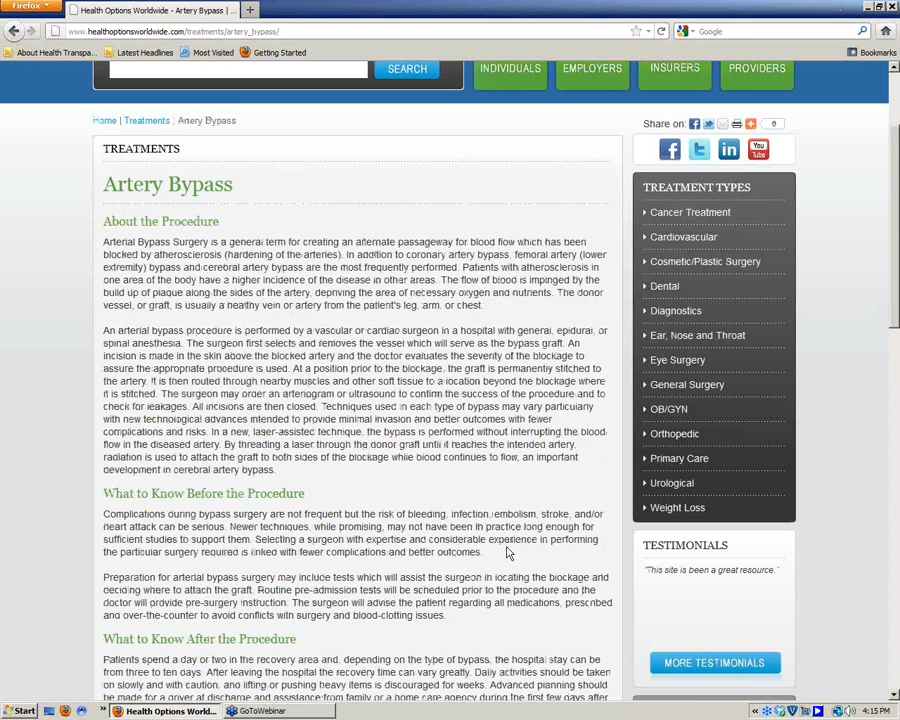 Firefox
Health Options Worldwide - Artery Bypass | ...
www.healthoptionsworldwide.com/treatments/artery_bypass/
Google
About Health Transpa...
Latest Headlines
Most Visited
Getting Started
Bookmarks
SEARCH
INDIVIDUALS
EMPLOYERS
INSURERS
PROVIDERS
Home | Treatments | Artery Bypass
Share on:
0
TREATMENTS
Artery Bypass
About the Procedure
Arterial Bypass Surgery is a general term for creating an alternate passageway for blood flow which has been
blocked by atherosclerosis (hardening of the arteries). In addition to coronary artery bypass, femoral artery (lower
extremity) bypass and cerebral artery bypass are the most frequently performed. Patients with atherosclerosis in
one area of the body have a higher incidence of the disease in other areas. The flow of blood is impinged by the
build up of plaque along the sides of the artery, depriving the area of necessary oxygen and nutrients. The donor
vessel, or graft, is usually a healthy vein or artery from the patient's leg, arm, or chest.
An arterial bypass procedure is performed by a vascular or cardiac surgeon in a hospital with general, epidural, or
spinal anesthesia. The surgeon first selects and removes the vessel which will serve as the bypass graft. An
incision is made in the skin above the blocked artery and the doctor evaluates the severity of the blockage to
assure the appropriate procedure is used. At a position prior to the blockage, the graft is permanently stitched to
the artery. It is then routed through nearby muscles and other soft tissue to a location beyond the blockage where
it is stitched. The surgeon may order an arteriogram or ultrasound to confirm the success of the procedure and to
check for leakages. All incisions are then closed. Techniques used in each type of bypass may vary particularly
with new technological advances intended to provide minimal invasion and better outcomes with fewer
complications and risks. In a new, laser-assisted technique, the bypass is performed without interrupting the blood
flow in the diseased artery. By threading a laser through the donor graft until it reaches the intended artery,
radiation is used to attach the graft to both sides of the blockage while blood continues to flow, an important
development in cerebral artery bypass.
What to Know Before the Procedure
Complications during bypass surgery are not frequent but the risk of bleeding, infection, embolism, stroke, and/or
heart attack can be serious. Newer techniques, while promising, may not have been in practice long enough for
sufficient studies to support them. Selecting a surgeon with expertise and considerable experience in performing
the particular surgery required is linked with fewer complications and better outcomes.
Preparation for arterial bypass surgery may include tests which will assist the surgeon in locating the blockage and
deciding where to attach the graft. Routine pre-admission tests will be scheduled prior to the procedure and the
doctor will provide pre-surgery instruction. The surgeon will advise the patient regarding all medications, prescribed
and over-the-counter to avoid conflicts with surgery and blood-clotting issues.
What to Know After the Procedure
Patients spend a day or two in the recovery area and, depending on the type of bypass, the hospital stay can be
from three to ten days. After leaving the hospital the recovery time can vary greatly. Daily activities should be taken
on slowly and with caution, and lifting or pushing heavy items is discouraged for weeks. Advanced planning should
be made for a driver at discharge and assistance from family or a home care agency during the first few days after
You Tube
TREATMENT TYPES
Cancer Treatment
Cardiovascular
Cosmetic/Plastic Surgery
Dental
Diagnostics
Ear, Nose and Throat
Eye Surgery
General Surgery
OB/GYN
Orthopedic
Primary Care
Urological
Weight Loss
TESTIMONIALS
"This site is been a great resource."
MORE TESTIMONIALS
Start
Health Options World...
GoToWebinar
4:15 PM